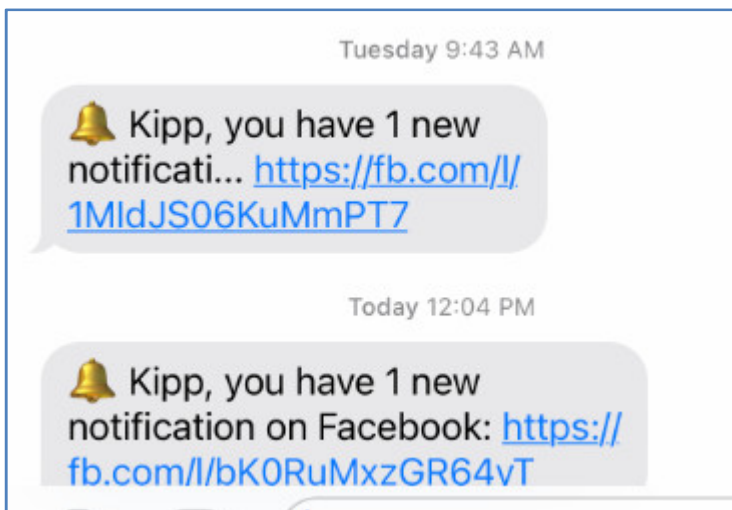 Tuesday 9:43 AM
🔔 Kipp, you have 1 new
notificati... https://fb.com/l/
1MldJS06KuMmPT7
Today 12:04 PM
🔔 Kipp, you have 1 new
notification on Facebook: https://
fb.com/l/bK0RuMxzGR64vT